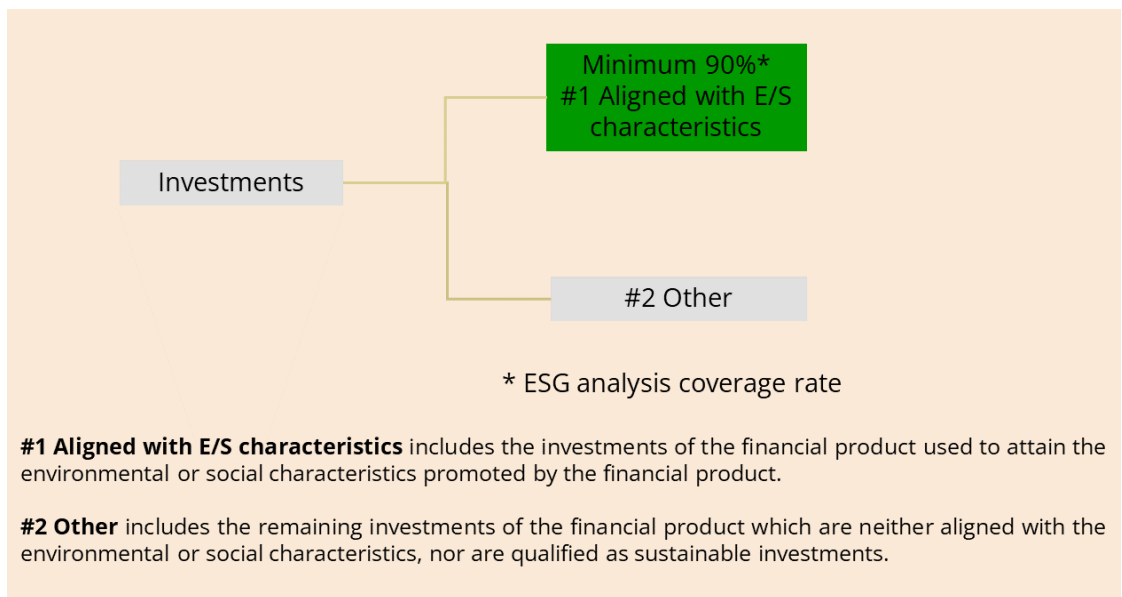 Minimum 90%*
#1 Aligned with E/S
characteristics
Investments
#2 Other
* ESG analysis coverage rate
#1 Aligned with E/S characteristics includes the investments of the financial product used to attain the
environmental or social characteristics promoted by the financial product.
#2 Other includes the remaining investments of the financial product which are neither aligned with the
environmental or social characteristics, nor are qualified as sustainable investments.